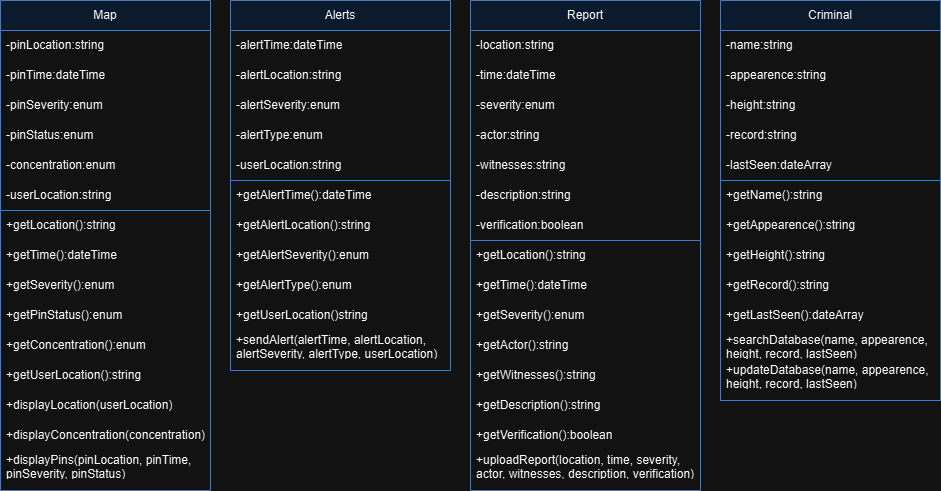 Map
-pinLocation:string
-pinTime:dateTime
-pinSeverity:enum
-pinStatus:enum
-concentration:enum
-userLocation:string
+getLocation():string
+getTime():dateTime
+getSeverity():enum
+getPinStatus():enum
+getConcentration():enum
+getUserLocation():string
+displayLocation(userLocation)
+displayConcentration(concentration)
+displayPins(pinLocation, pinTime,
pinSeverity, pinStatus)
Alerts
-alertTime:dateTime
-alertLocation:string
-alertSeverity:enum
-alertType:enum
-userLocation:string
+getAlertTime():dateTime
+getAlertLocation():string
+getAlertSeverity():enum
+getAlertType():enum
+getUserLocation()string
+sendAlert(alertTime, alertLocation,
alertSeverity, alertType, userLocation)
Report
-location:string
-time:dateTime
-severity:enum
-actor:string
-witnesses:string
-description:string
-verification:boolean
+getLocation():string
+getTime():dateTime
+getSeverity():enum
+getActor():string
+getWitnesses():string
+getDescription():string
+getVerification():boolean
+uploadReport(location, time, severity,
actor, witnesses, description, verification)
Criminal
-name:string
-appearence:string
-height:string
-record:string
-lastSeen:dateArray
+getName():string
+getAppearence():string
+getHeight():string
+getRecord():string
+getLastSeen():dateArray
+searchDatabase(name, appearence,
height, record, lastSeen)
+updateDatabase(name, appearence,
height, record, lastSeen)